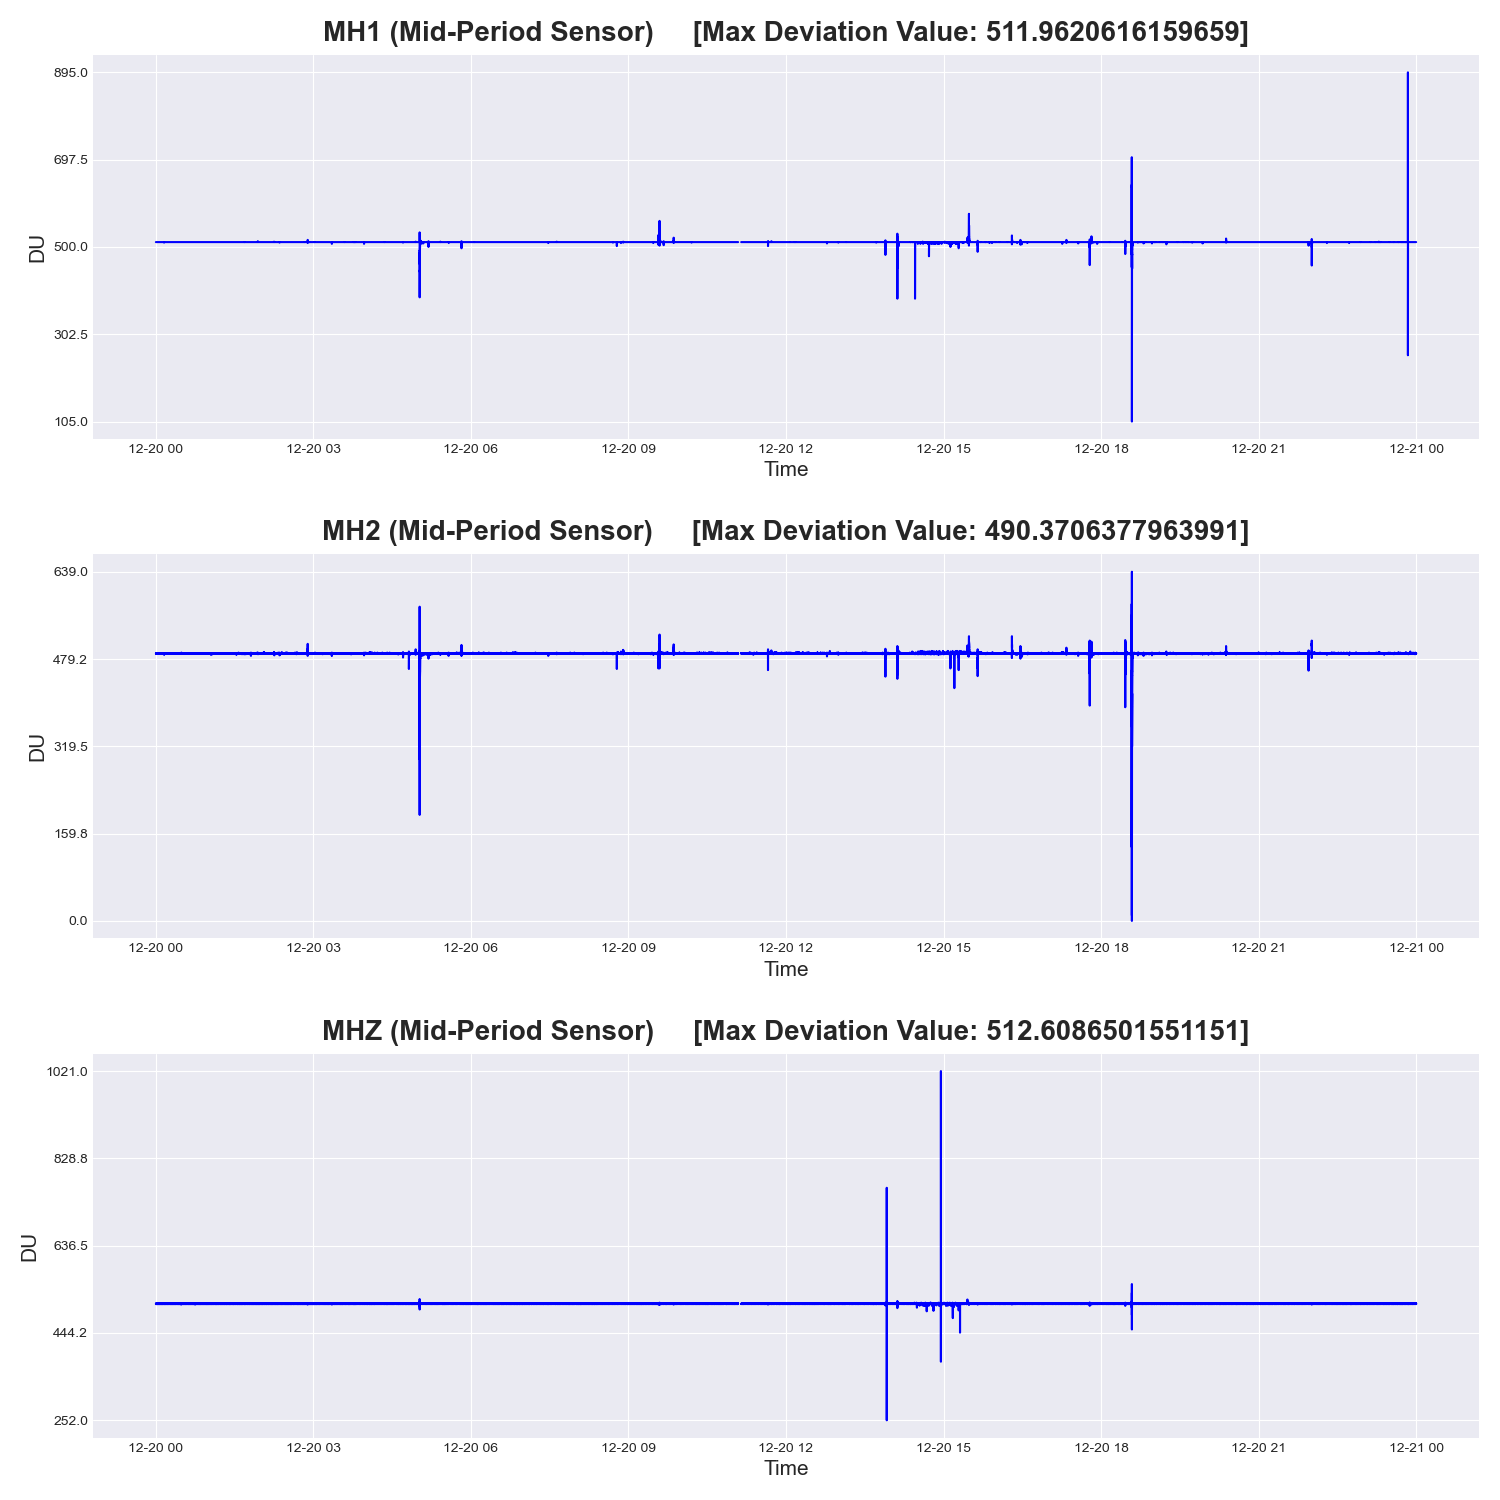 MH1 (Mid-Period Sensor) [Max Deviation Value: 511.9620616159659]
895.0
697.5
500.0
302.5
105.0
DU
12-20 00 12-20 03 12-20 06 12-20 09 12-20 12 12-20 15 12-20 18 12-20 21 12-21 00
Time
MH2 (Mid-Period Sensor) [Max Deviation Value: 490.3706377963991]
639.0
479.2
319.5
159.8
0.0
DU
12-20 00 12-20 03 12-20 06 12-20 09 12-20 12 12-20 15 12-20 18 12-20 21 12-21 00
Time
MHZ (Mid-Period Sensor) [Max Deviation Value: 512.6086501551151]
1021.0
828.8
636.5
444.2
252.0
DU
12-20 00 12-20 03 12-20 06 12-20 09 12-20 12 12-20 15 12-20 18 12-20 21 12-21 00
Time